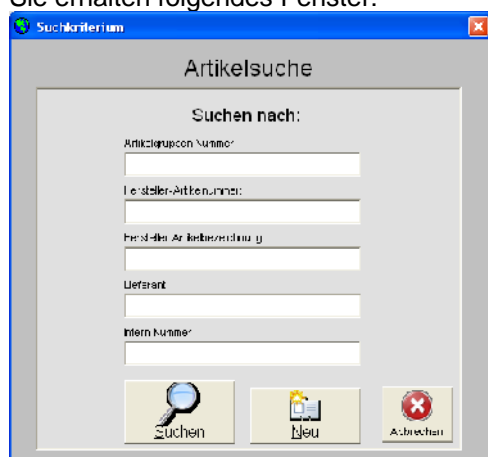 Sie erhalten folgendes Fenster:
Suchkriterium
Artikelsuche
Suchen nach:
Artikelgruppen Nummer
Hersteller-Artikelnummer:
Hersteller Artikelbezeichnung
Lieferant
Intern Nummer
Suchen
Neu
Abbrechen